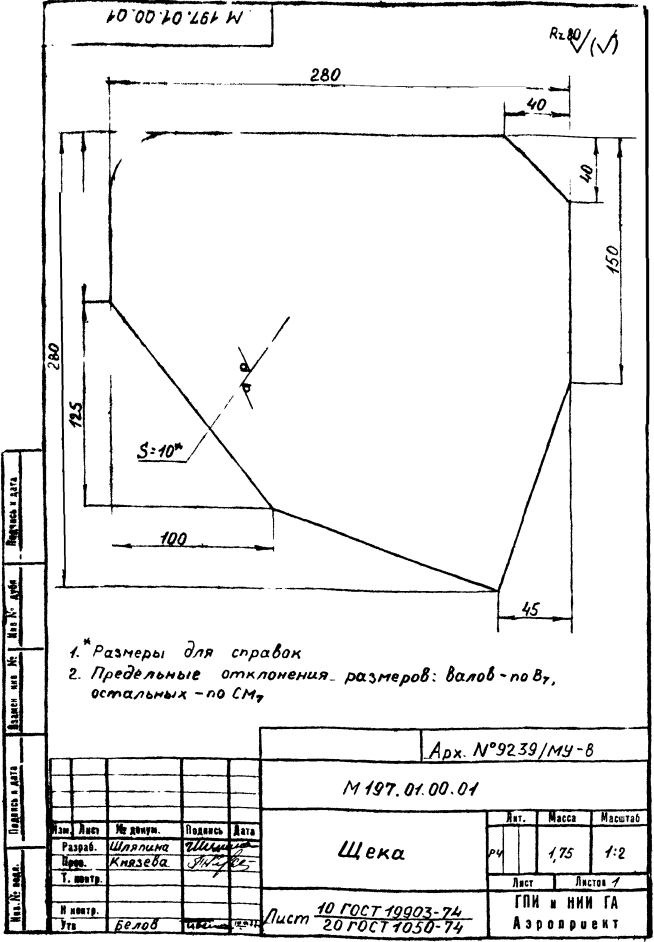 М 197.01.00.01
Rz80 (√)
280
40
40
150
280
125
S=10*
100
45
1.* Размеры для справок
2. Предельные отклонения размеров: валов - по В7,
остальных - по СМ7
Подпись и дата
Инв № дубл
Взамен инв №
Подпись и дата
Инв. № подл.
Арх. №9239/МУ-8
М 197.01.00.01
Изм. Лист № докум. Подпись Дата
Разраб. Шляпина
Пров. Князева
Т. контр.
Н контр.
Утв Белов
Щека
Лит. Масса Масштаб
РЧ 1,75 1:2
Лист Листов 1
Лист 10 ГОСТ 19903-74
20 ГОСТ 1050-74
ГПИ и НИИ ГА
Аэропроект